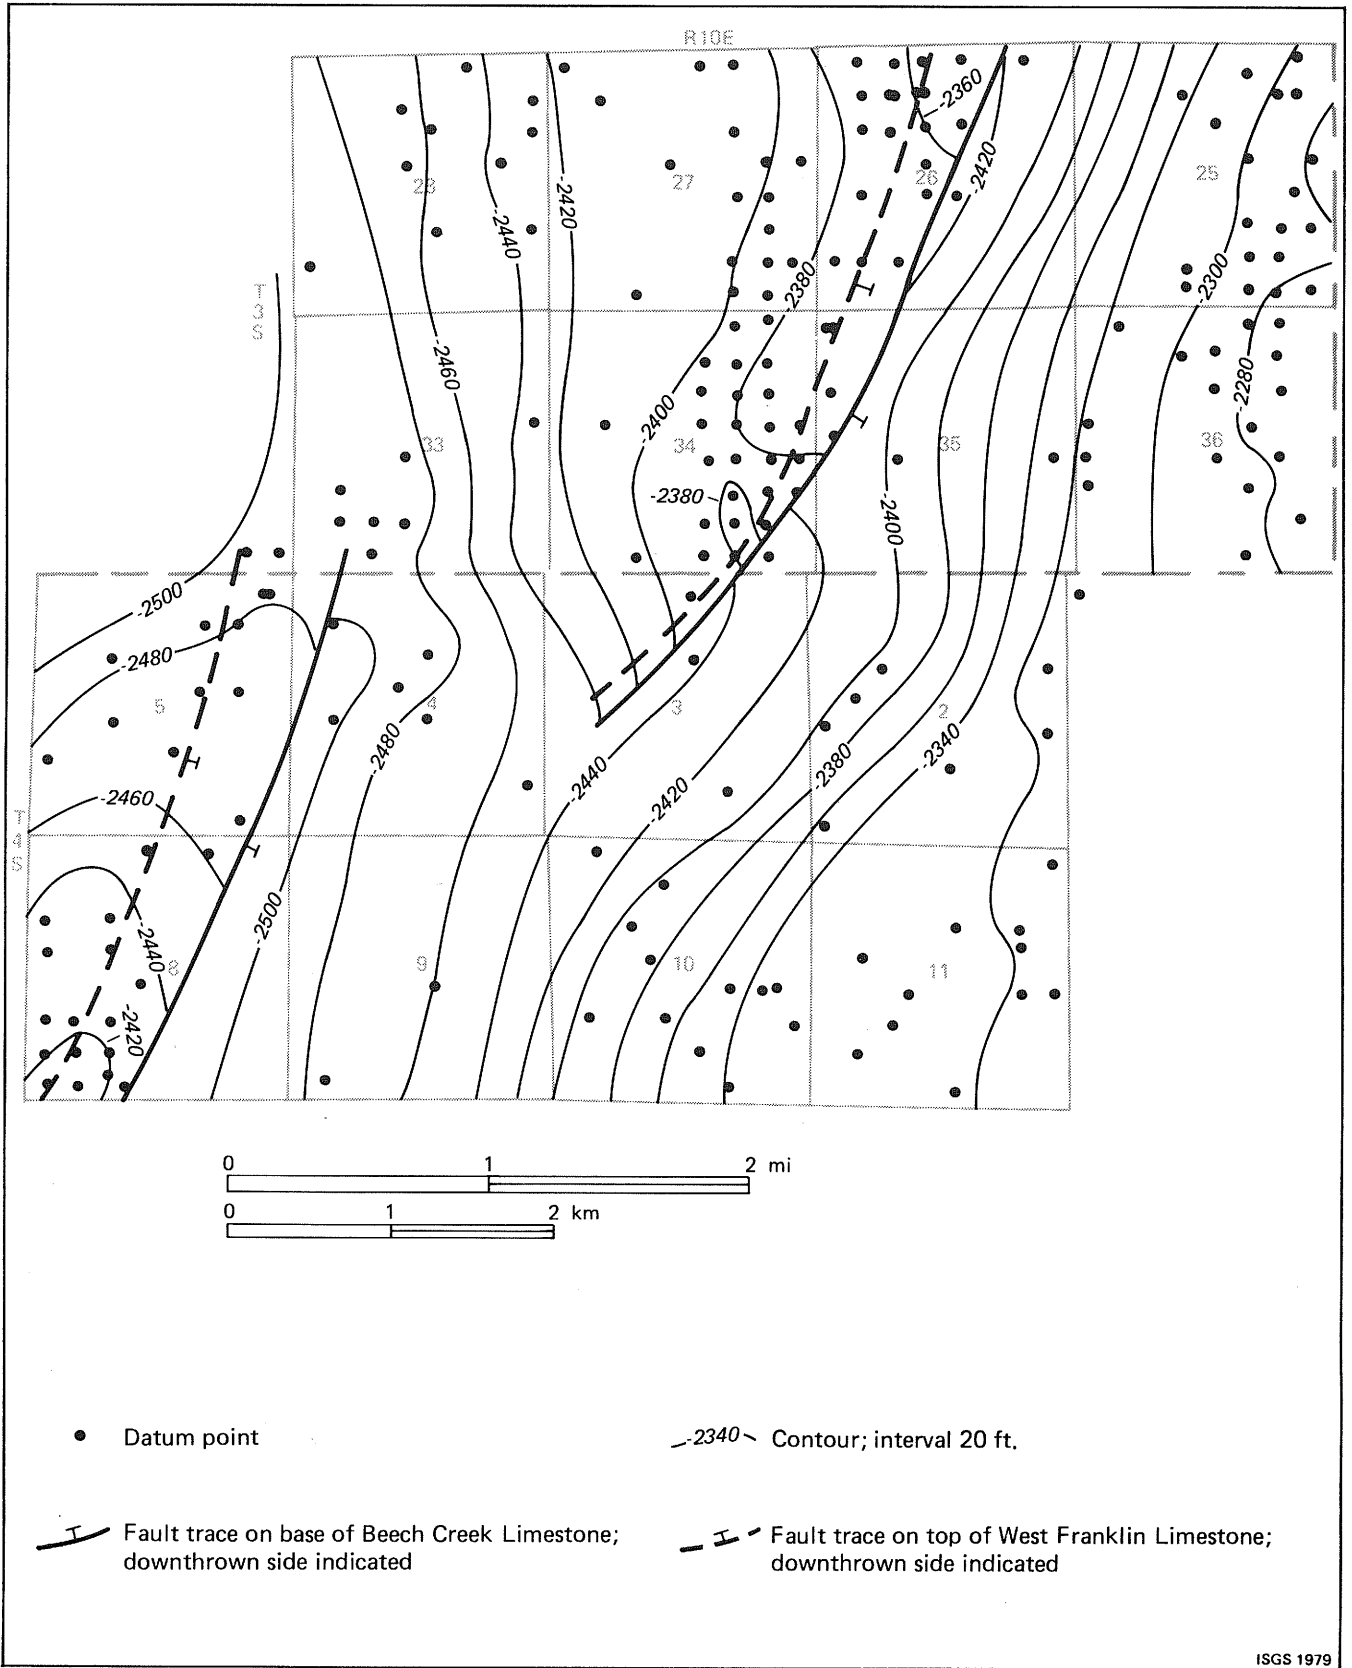 R10E
-2360
-2420
26
25
23
27
-2420
-2440
-2380
-2300
T
3
S
-2460
-2280
-2400
33
34
35
36
-2380
-2400
-2500
-2480
5
4
3
2
-2480
-2440
-2380
-2340
-2460
-2420
T
4
S
-2500
-2440
8
9
10
11
-2420
0 1 2 mi
0 1 2 km
Datum point
-2340 Contour; interval 20 ft.
Fault trace on base of Beech Creek Limestone;
downthrown side indicated
Fault trace on top of West Franklin Limestone;
downthrown side indicated
ISGS 1979